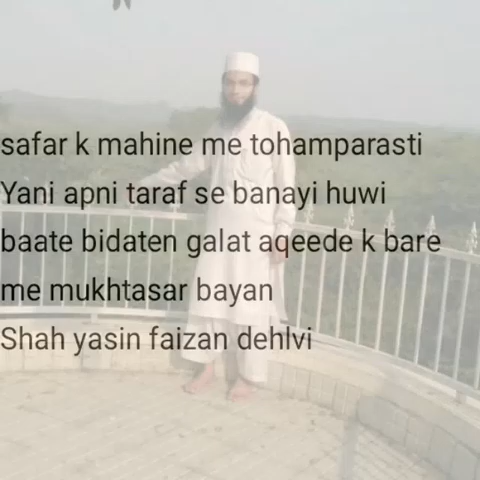 safar k mahine me tohamparasti
Yani apni taraf se banayi huwi
baate bidaten galat aqeede k bare
me mukhtasar bayan
Shah yasin faizan dehlvi